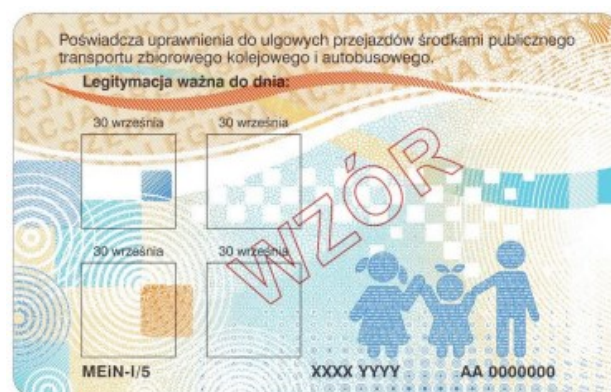 Poświadcza uprawnienia do ulgowych przejazdów środkami publicznego
transportu zbiorowego kolejowego i autobusowego.
Legitymacja ważna do dnia:
30 września 30 września
30 września 30 września
WZÓR
MEiN-I/5 XXXX YYYY AA 0000000